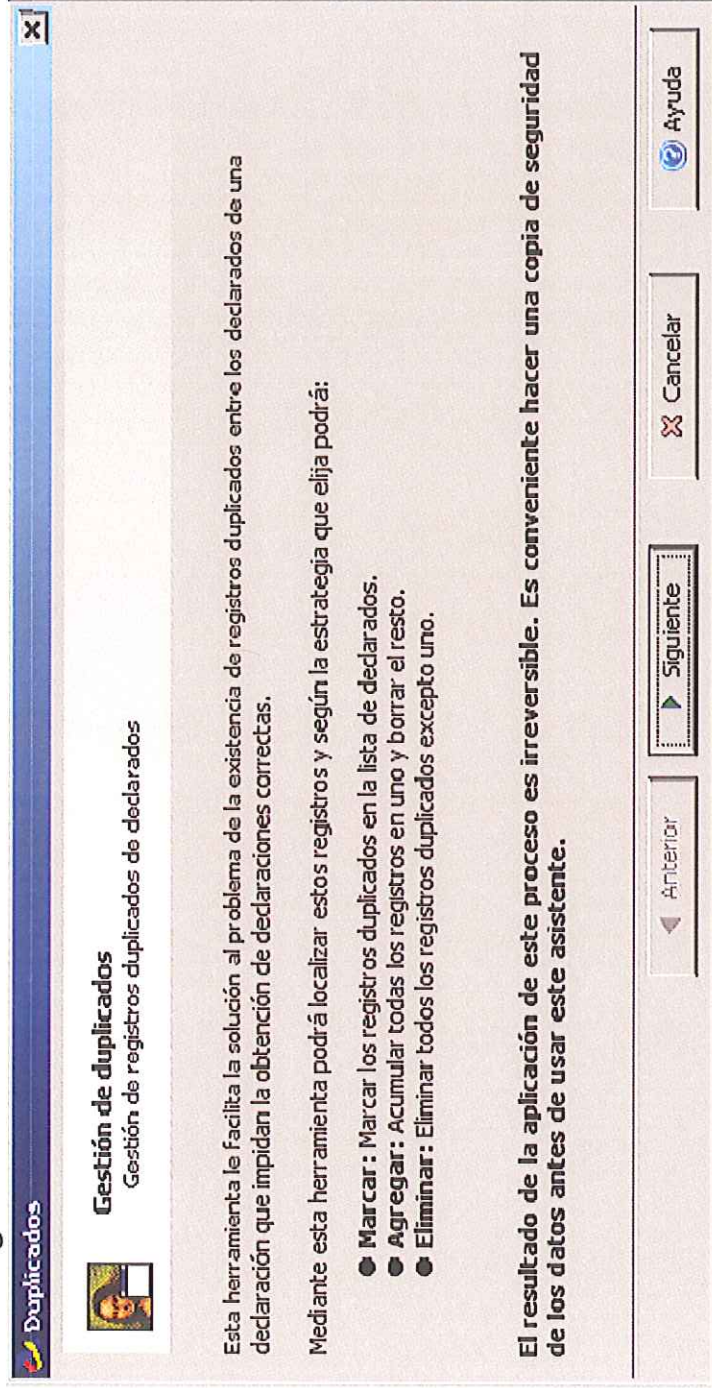 Duplicados
Gestión de duplicados
Gestión de registros duplicados de declarados
Esta herramienta le facilita la solución al problema de la existencia de registros duplicados entre los declarados de una
declaración que impidan la obtención de declaraciones correctas.
Mediante esta herramienta podrá localizar estos registros y según la estrategia que elija podrá:
Marcar: Marcar los registros duplicados en la lista de declarados.
Agregar: Acumular todas los registros en uno y borrar el resto.
Eliminar: Eliminar todos los registros duplicados excepto uno.
El resultado de la aplicación de este proceso es irreversible. Es conveniente hacer una copia de seguridad
de los datos antes de usar este asistente.
Anterior
Siguiente
Cancelar
Ayuda